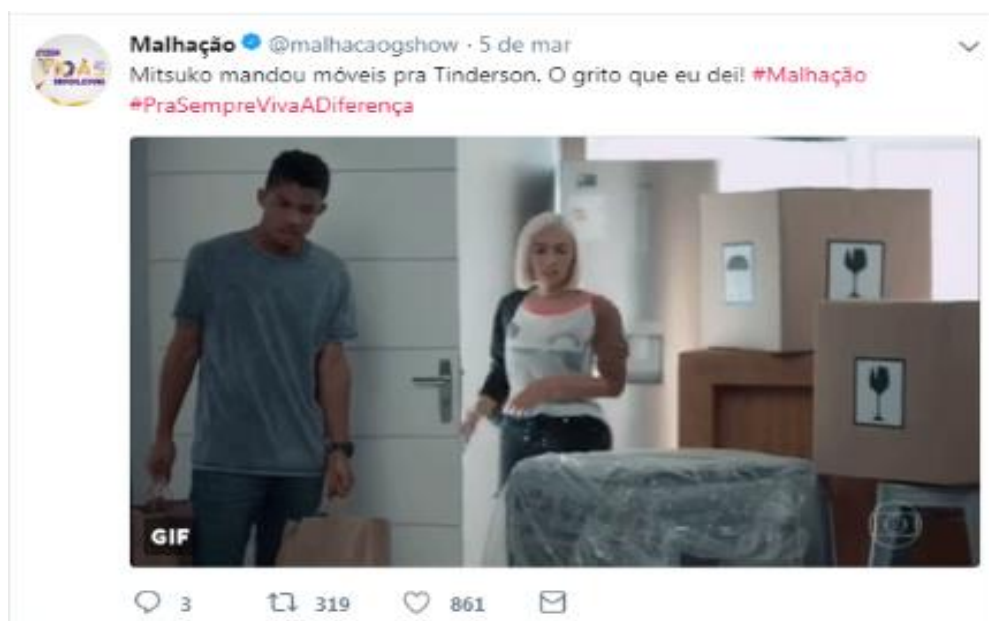 Malhação @malhacaogshow · 5 de mar
Mitsuko mandou móveis pra Tinderson. O grito que eu dei! #Malhação
#PraSempreVivaADiferença
VIDAS
GIF
3 319 861